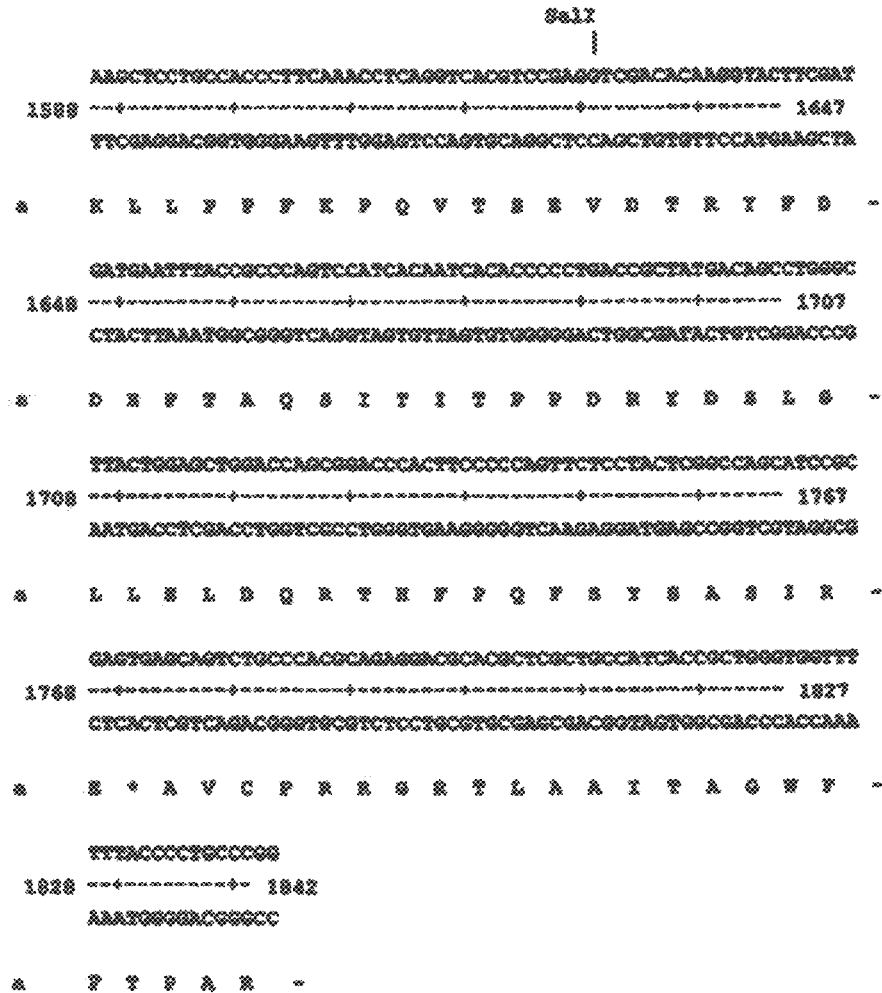 SalI
|
AAGCTCCTGCCACCCTTCAAACCTCAGGTCACGTCCGAGGTCGACACAAGGTACTTCGAT
1588 --+---------+---------+---------+---------+---------+------- 1647
TTCGAGGACGGTGGGAAGTTTGGAGTCCAGTGCAGGCTCCAGCTGTGTTCCATGAAGCTA
a K L L P P F K P Q V T S E V D T R Y F D -
GATGAATTTACCGCCCAGTCCATCACAATCACACCCCCTGACCGCTATGACAGCCTGGGC
1648 --+---------+---------+---------+---------+---------+------- 1707
CTACTTAAATGGCGGGTCAGGTAGTGTTAGTGTGGGGGACTGGCGATACTGTCGGACCCG
a D E F T A Q S I T I T P P D R Y D S L G -
TTACTGGAGCTGGACCAGCGGACCCACTTCCCCCAGTTCTCCTACTCGGCCAGCATCCGC
1708 --+---------+---------+---------+---------+---------+------- 1767
AATGACCTCGACCTGGTCGCCTGGGTGAAGGGGGTCAAGAGGATGAGCCGGTCGTAGGCG
a L L E L D Q R T H F P Q F S Y S A S I R -
GAGTGAGCAGTCTGCCCACGCAGAGGACGCACGCTCGCTGCCATCACCGCTGGGTGGTTT
1768 --+---------+---------+---------+---------+---------+------- 1827
CTCACTCGTCAGACGGGTGCGTCTCCTGCGTGCGAGCGACGGTAGTGGCGACCCACCAAA
a E * A V C P R R G R T L A A I T A G W F -
TTTACCCCTGCCCGG
1828 --+---------+- 1842
AAATGGGGACGGGCC
a F T P A R -